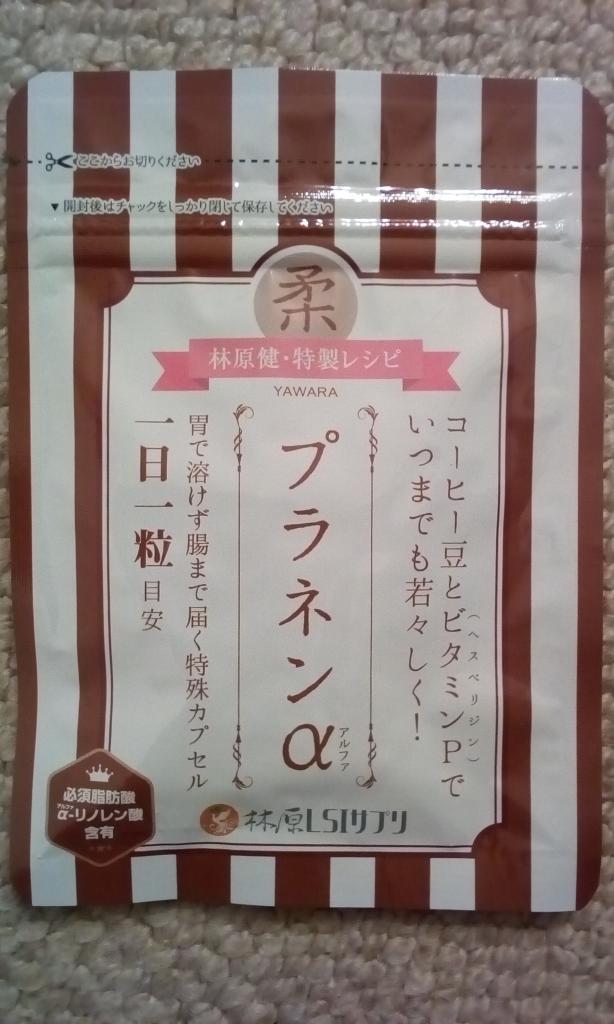 ここからお切りください
▼開封後はチャックをしっかり閉じて保存してください
柔
林原健・特製レシピ
YAWARA
コーヒー豆とビタミンPで
(ヘスペリジン)
いつまでも若々しく!
プラネンα
アルファ
胃で溶けず腸まで届く特殊カプセル
一日一粒目安
必須脂肪酸
アルファ
α-リノレン酸
含有
林原LSIサプリ